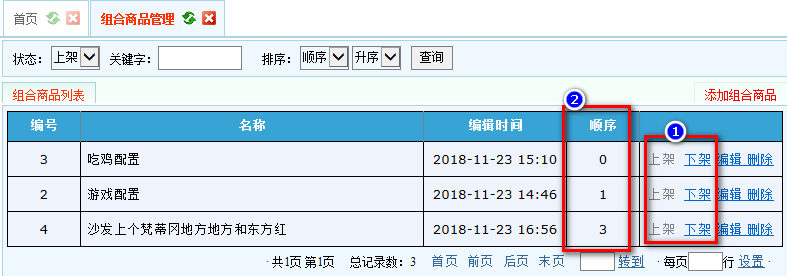 首页 组合商品管理
状态： 上架 关键字： 排序： 顺序 升序 查询
组合商品列表 添加组合商品
2 1
编号 名称 编辑时间 顺序
3 吃鸡配置 2018-11-23 15:10 0 上架 下架 编辑 删除
2 游戏配置 2018-11-23 14:46 1 上架 下架 编辑 删除
4 沙发上个梵蒂冈地方地方和东方红 2018-11-23 16:56 3 上架 下架 编辑 删除
· 共1页 第1页 总记录数：3 首页 前页 后页 末页 转到 · 每页 行 设置 ·